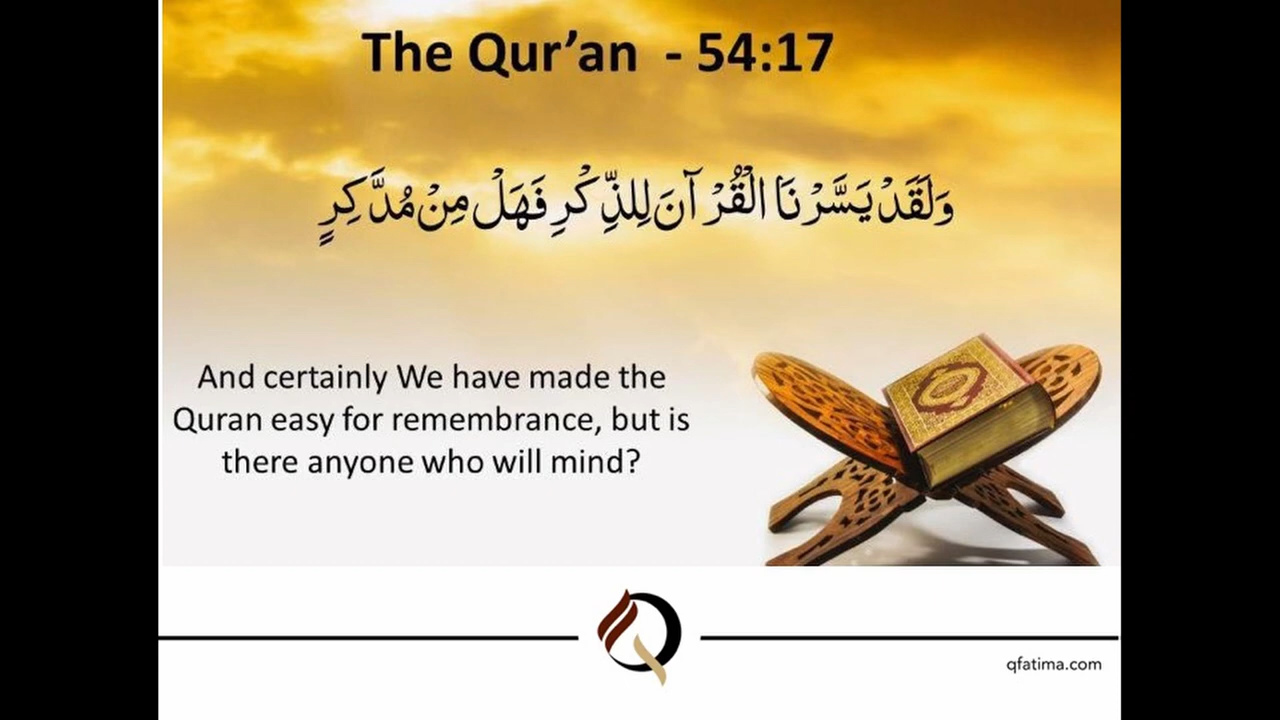 The Qur’an - 54:17
وَلَقَدْ يَسَّرْنَا الْقُرْآنَ لِلذِّكْرِ فَهَلْ مِنْ مُدَّكِرٍ
And certainly We have made the
Quran easy for remembrance, but is
there anyone who will mind?
qfatima.com